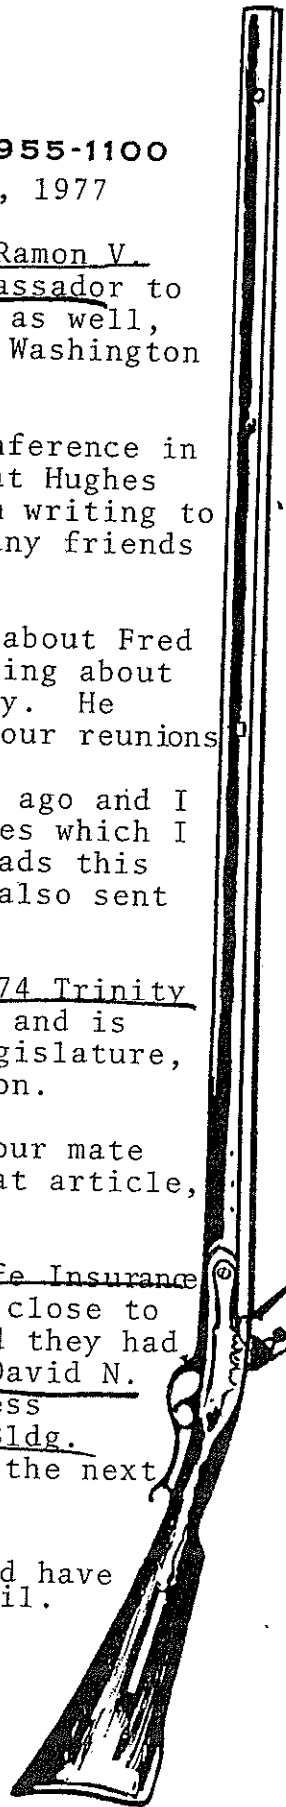 955-1100
, 1977
Ramon V.
assador to
as well,
Washington
nference in
nt Hughes
n writing to
any friends
about Fred
ing about
y. He
our reunions
ago and I
es which I
ads this
also sent
74 Trinity
and is
gislature,
on.
our mate
at article,
fe Insurance
close to
d they had
David N.
ess
Bldg.
the next
d have
il.